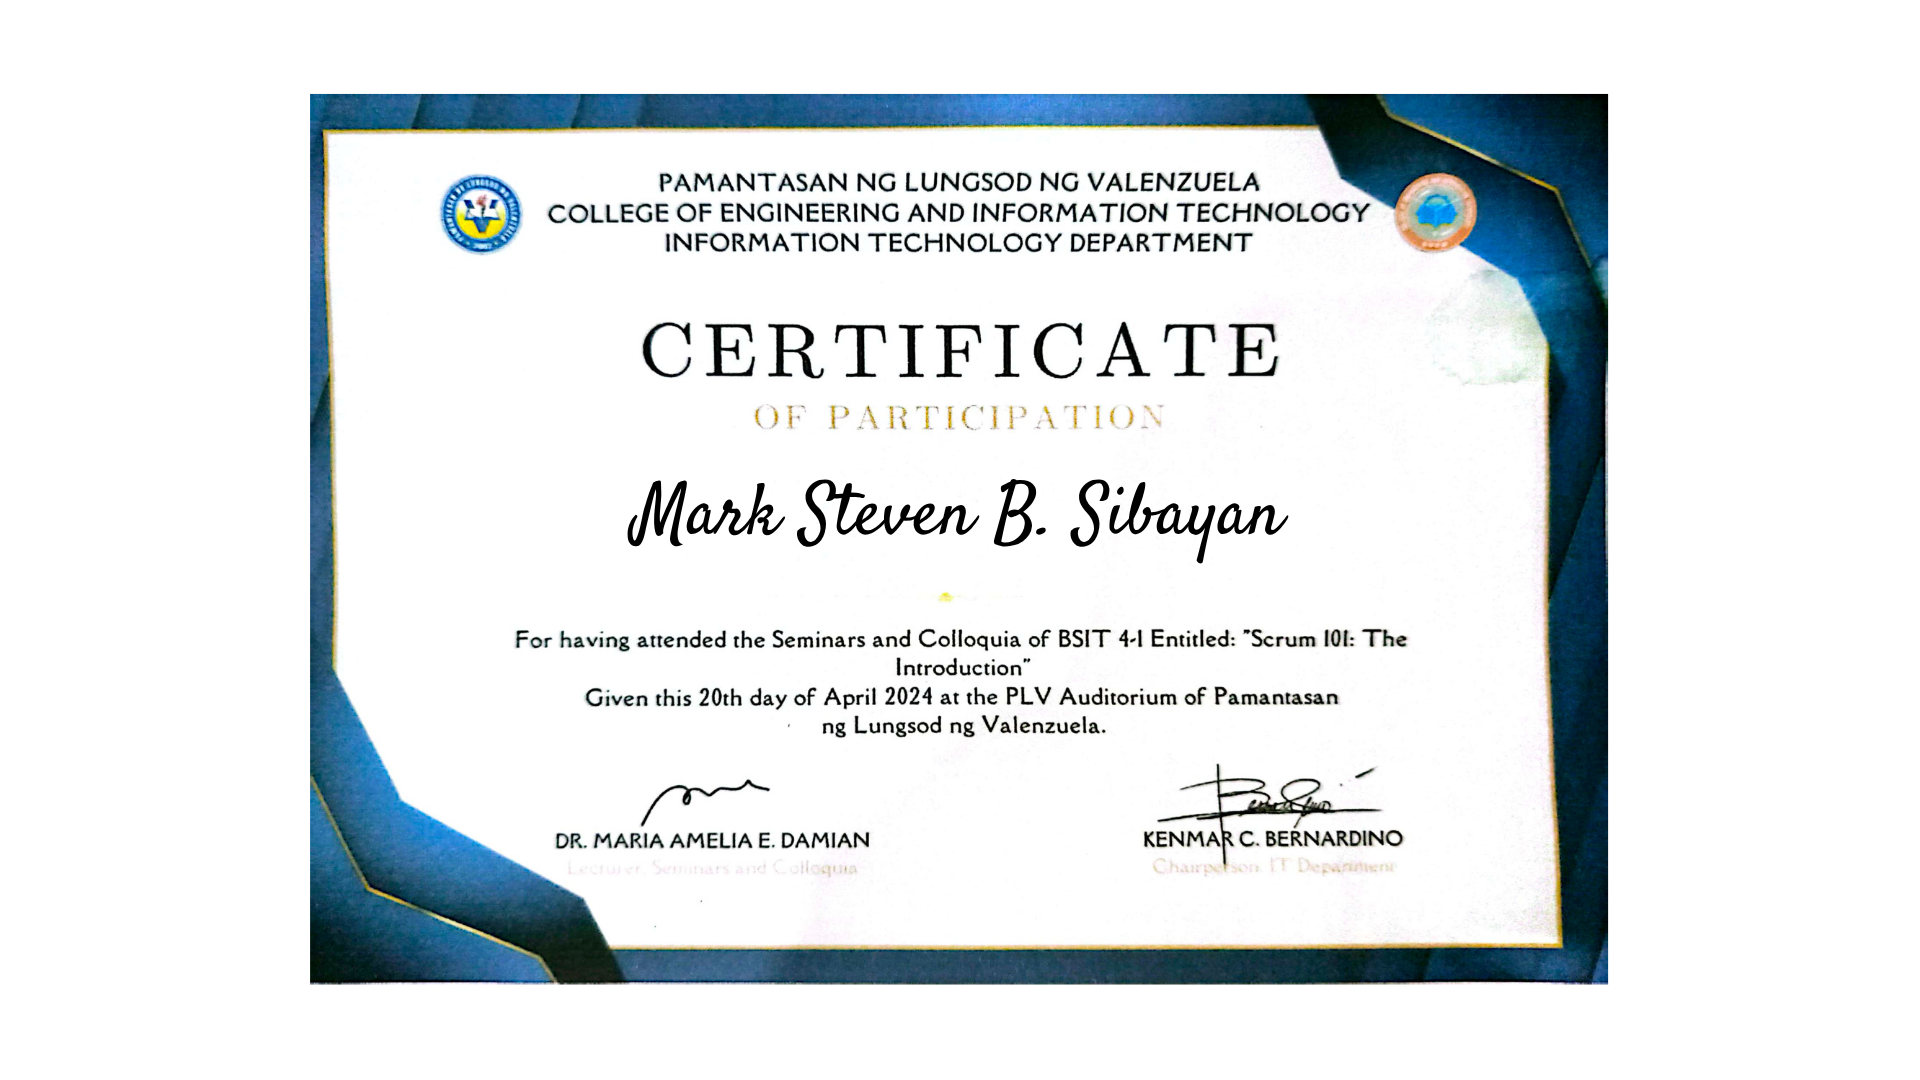 PAMANTASAN NG LUNGSOD NG VALENZUELA
COLLEGE OF ENGINEERING AND INFORMATION TECHNOLOGY
INFORMATION TECHNOLOGY DEPARTMENT
CERTIFICATE
OF PARTICIPATION
Mark Steven B. Sibayan
For having attended the Seminars and Colloquia of BSIT 4-1 Entitled: "Scrum 101: The
Introduction"
Given this 20th day of April 2024 at the PLV Auditorium of Pamantasan
ng Lungsod ng Valenzuela.
DR. MARIA AMELIA E. DAMIAN
Lecturer, Seminars and Colloquia
KENMAR C. BERNARDINO
Chairperson, IT Department